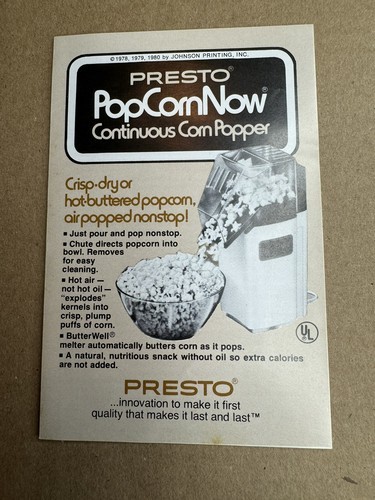 © 1978, 1979, 1980 by JOHNSON PRINTING, INC.
PRESTO®
PopCornNow®
Continuous Corn Popper
Crisp-dry or
hot-buttered popcorn,
air popped nonstop!
▪ Just pour and pop nonstop.
▪ Chute directs popcorn into
bowl. Removes
for easy
cleaning.
▪ Hot air —
not hot oil —
"explodes"
kernels into
crisp, plump
puffs of corn.
▪ ButterWell®
melter automatically butters corn as it pops.
▪ A natural, nutritious snack without oil so extra calories
are not added.
UL
PRESTO®
...innovation to make it first
quality that makes it last and last™